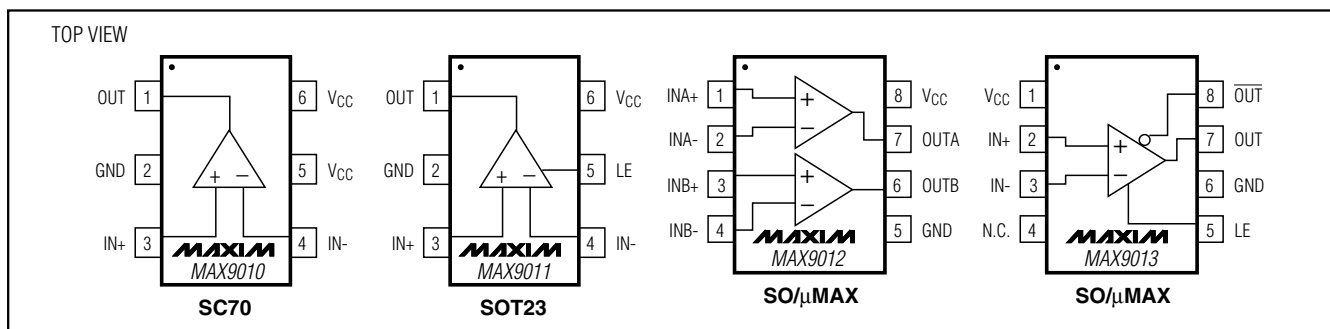 TOP VIEW
OUT 1 6 VCC
GND 2 5 VCC
IN+ 3 4 IN-
+ −
MAXIM
MAX9010
SC70
OUT 1 6 VCC
GND 2 5 LE
IN+ 3 4 IN-
+ −
MAXIM
MAX9011
SOT23
INA+ 1 8 VCC
INA- 2 7 OUTA
INB+ 3 6 OUTB
INB- 4 5 GND
+
−
+
−
MAXIM
MAX9012
SO/μMAX
VCC 1 8 O̅U̅T̅
IN+ 2 7 OUT
IN- 3 6 GND
N.C. 4 5 LE
+
−
MAXIM
MAX9013
SO/μMAX